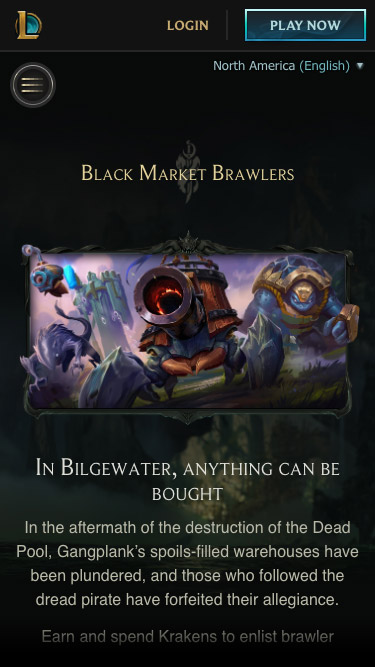 LOGIN
PLAY NOW
North America (English)
Black Market Brawlers
In Bilgewater, anything can be
bought
In the aftermath of the destruction of the Dead
Pool, Gangplank's spoils-filled warehouses have
been plundered, and those who followed the
dread pirate have forfeited their allegiance.
Earn and spend Krakens to enlist brawler